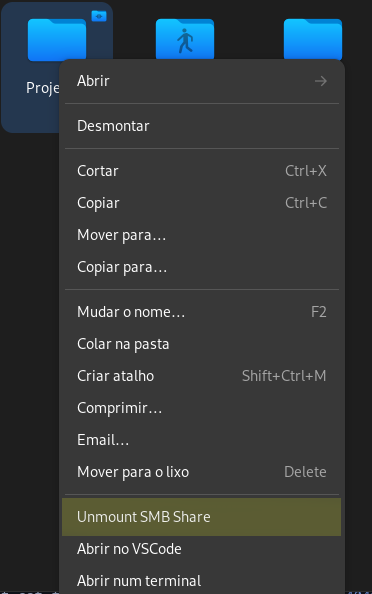 Abrir
Desmontar
Cortar Ctrl+X
Copiar Ctrl+C
Mover para…
Copiar para…
Mudar o nome… F2
Colar na pasta
Criar atalho Shift+Ctrl+M
Comprimir…
Email…
Mover para o lixo Delete
Unmount SMB Share
Abrir no VSCode
Abrir num terminal